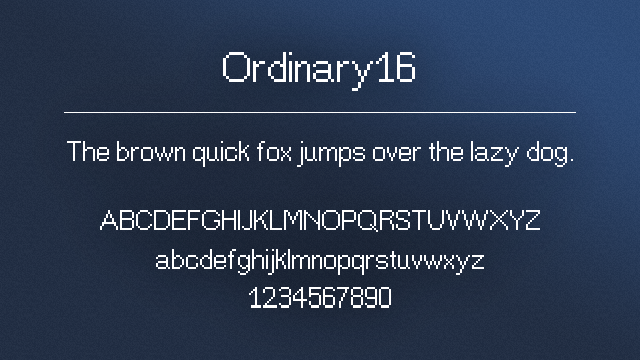 Ordinary16
The brown quick fox jumps over the lazy dog.
ABCDEFGHIJKLMNOPQRSTUVWXYZ
abcdefghijklmnopqrstuvwxyz
1234567890